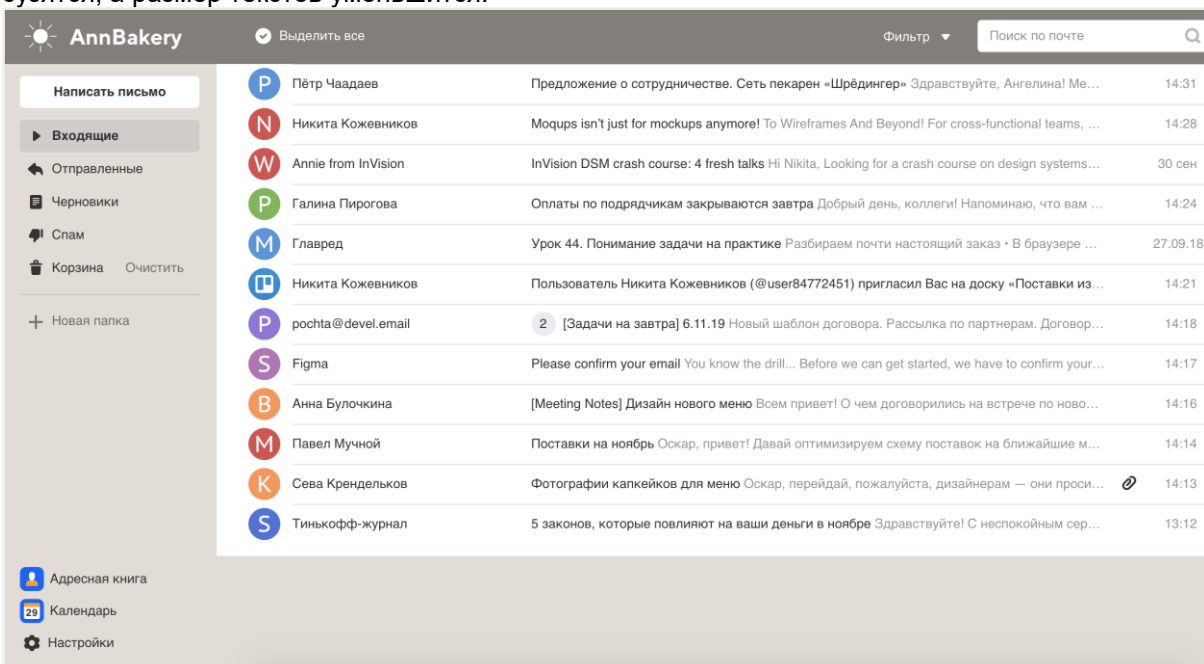 а размер текстов уменьшится.
AnnBakery Выделить все Фильтр Поиск по почте
Написать письмо
Входящие
Отправленные
Черновики
Спам
Корзина Очистить
Новая папка
P Пётр Чаадаев Предложение о сотрудничестве. Сеть пекарен «Шрёдингер» Здравствуйте, Ангелина! Ме... 14:31
N Никита Кожевников Moqups isn't just for mockups anymore! To Wireframes And Beyond! For cross-functional teams, ... 14:28
W Annie from InVision InVision DSM crash course: 4 fresh talks Hi Nikita, Looking for a crash course on design systems... 30 сен
P Галина Пирогова Оплаты по подрядчикам закрываются завтра Добрый день, коллеги! Напоминаю, что вам ... 14:24
M Главред Урок 44. Понимание задачи на практике Разбираем почти настоящий заказ • В браузере ... 27.09.18
Никита Кожевников Пользователь Никита Кожевников (@user84772451) пригласил Вас на доску «Поставки из... 14:21
P pochta@devel.email 2 [Задачи на завтра] 6.11.19 Новый шаблон договора. Рассылка по партнерам. Договор... 14:18
S Figma Please confirm your email You know the drill... Before we can get started, we have to confirm your... 14:17
B Анна Булочкина [Meeting Notes] Дизайн нового меню Всем привет! О чем договорились на встрече по ново... 14:16
M Павел Мучной Поставки на ноябрь Оскар, привет! Давай оптимизируем схему поставок на ближайшие м... 14:14
K Сева Крендельков Фотографии капкейков для меню Оскар, перейдай, пожалуйста, дизайнерам — они проси... 14:13
S Тинькофф-журнал 5 законов, которые повлияют на ваши деньги в ноябре Здравствуйте! С неспокойным сер... 13:12
Адресная книга
29 Календарь
Настройки